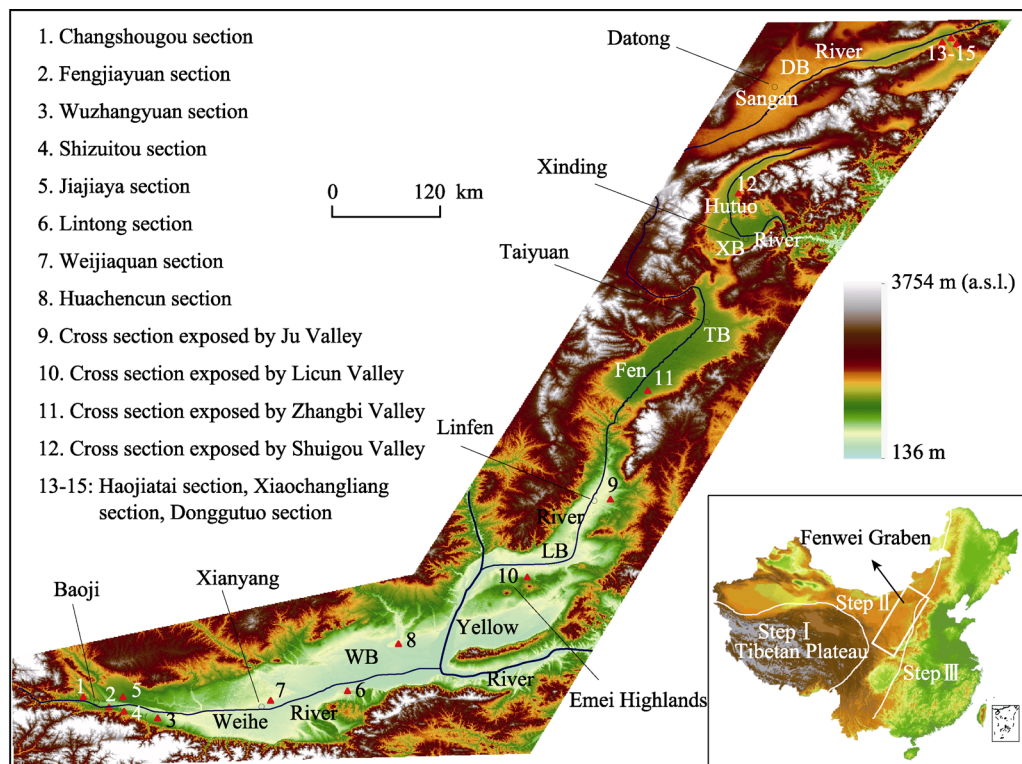 1. Changshougou section
2. Fengjiayuan section
3. Wuzhangyuan section
4. Shizuitou section
5. Jiajiaya section
6. Lintong section
7. Weijiaquan section
8. Huachencun section
9. Cross section exposed by Ju Valley
10. Cross section exposed by Licun Valley
11. Cross section exposed by Zhangbi Valley
12. Cross section exposed by Shuigou Valley
13-15: Haojiatai section, Xiaochangliang
section, Donggutuo section
0 120 km
Datong
River
DB
13-15
Sangan
Xinding
12
Hutuo
River
XB
Taiyuan
TB
Fen
11
3754 m (a.s.l.)
136 m
Linfen
9
River
LB
10
Baoji
Xianyang
Yellow
8
WB
River
Emei Highlands
1
5
2
4
3
7
6
Weihe
River
Fenwei Graben
Step II
Step I
Tibetan Plateau
Step III